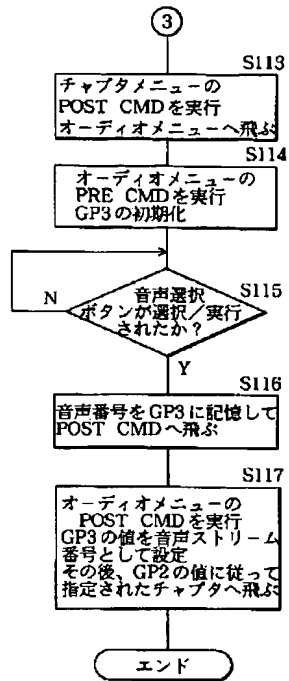 3
S113
チャプタメニューの
POST CMDを実行
オーディオメニューへ飛ぶ
S114
オーディオメニューの
PRE CMDを実行
GP3の初期化
S115
音声選択
ボタンが選択/実行
されたか?
N
Y
S116
音声番号をGP3に記憶して
POST CMDへ飛ぶ
S117
オーディオメニューの
POST CMDを実行
GP3の値を音声ストリーム
番号として設定
その後、GP2の値に従って
指定されたチャプタへ飛ぶ
エンド